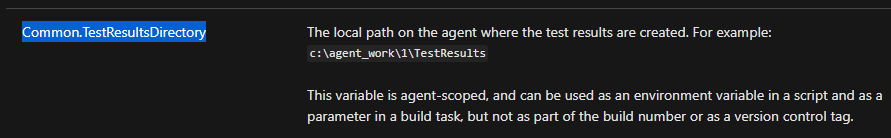 Common.TestResultsDirectory
The local path on the agent where the test results are created. For example:
c:\agent_work\1\TestResults
This variable is agent-scoped, and can be used as an environment variable in a script and as a
parameter in a build task, but not as part of the build number or as a version control tag.